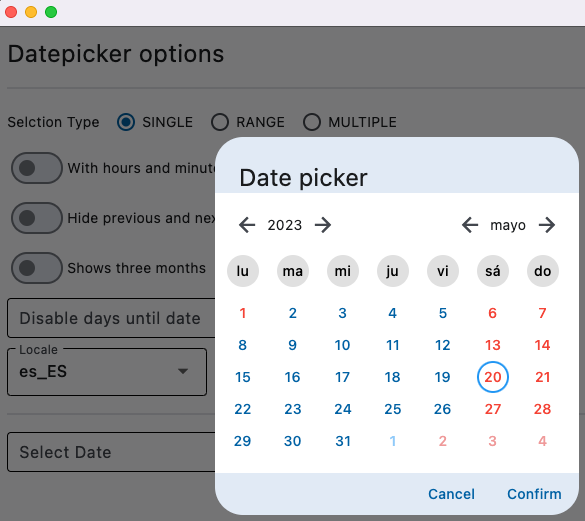 Datepicker options
Selction Type SINGLE RANGE MULTIPLE
With hours and minut
Hide previous and nex
Shows three months
Disable days until date
Locale
es_ES
Select Date
Date picker
2023 mayo
lu ma mi ju vi sá do
1 2 3 4 5 6 7
8 9 10 11 12 13 14
15 16 17 18 19 20 21
22 23 24 25 26 27 28
29 30 31 1 2 3 4
Cancel Confirm